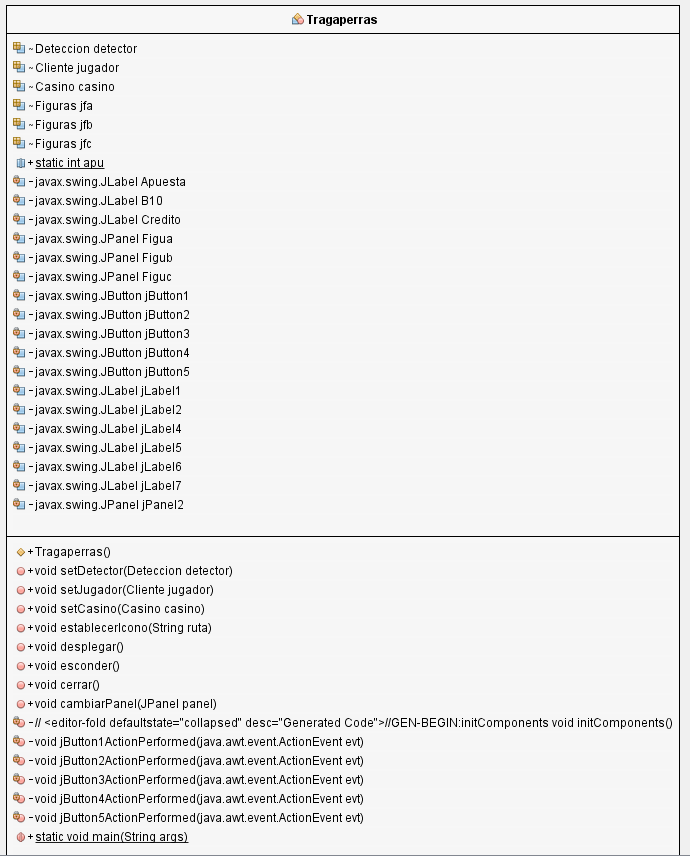 Tragaperras
~Deteccion detector
~Cliente jugador
~Casino casino
~Figuras jfa
~Figuras jfb
~Figuras jfc
+static int apu
-javax.swing.JLabel Apuesta
-javax.swing.JLabel B10
-javax.swing.JLabel Credito
-javax.swing.JPanel Figua
-javax.swing.JPanel Figub
-javax.swing.JPanel Figuc
-javax.swing.JButton jButton1
-javax.swing.JButton jButton2
-javax.swing.JButton jButton3
-javax.swing.JButton jButton4
-javax.swing.JButton jButton5
-javax.swing.JLabel jLabel1
-javax.swing.JLabel jLabel2
-javax.swing.JLabel jLabel4
-javax.swing.JLabel jLabel5
-javax.swing.JLabel jLabel6
-javax.swing.JLabel jLabel7
-javax.swing.JPanel jPanel2
+Tragaperras()
+void setDetector(Deteccion detector)
+void setJugador(Cliente jugador)
+void setCasino(Casino casino)
+void establecerIcono(String ruta)
+void desplegar()
+void esconder()
+void cerrar()
+void cambiarPanel(JPanel panel)
-// <editor-fold defaultstate="collapsed" desc="Generated Code">//GEN-BEGIN:initComponents void initComponents()
-void jButton1ActionPerformed(java.awt.event.ActionEvent evt)
-void jButton2ActionPerformed(java.awt.event.ActionEvent evt)
-void jButton3ActionPerformed(java.awt.event.ActionEvent evt)
-void jButton4ActionPerformed(java.awt.event.ActionEvent evt)
-void jButton5ActionPerformed(java.awt.event.ActionEvent evt)
+static void main(String args)